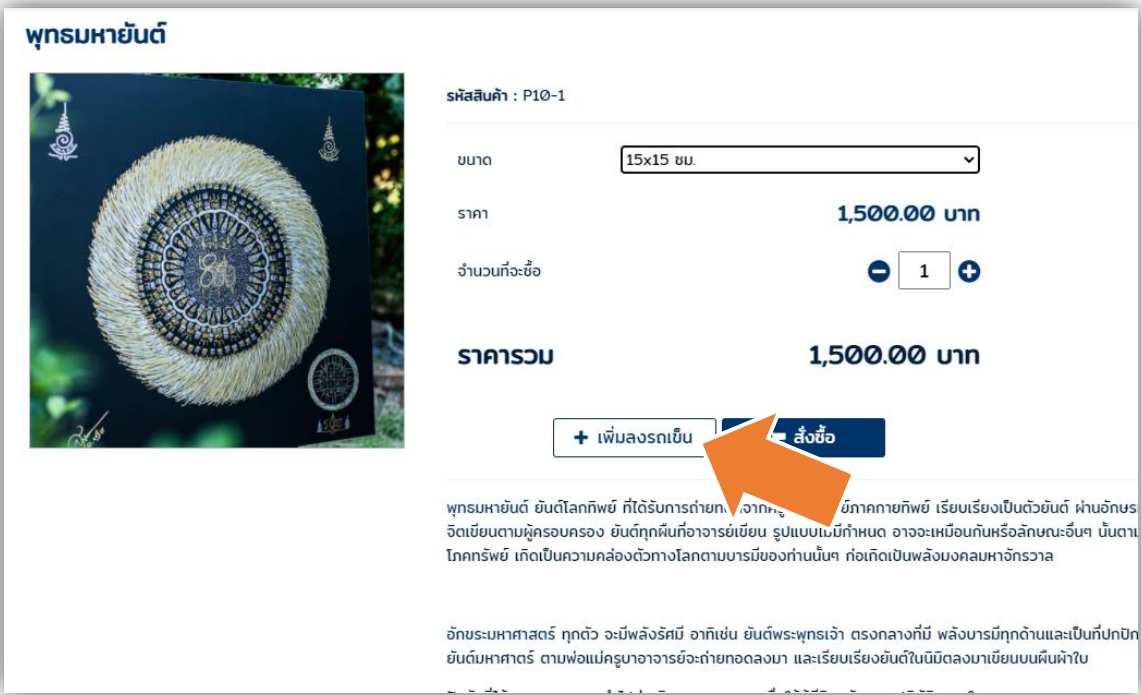 พุทธมหายันต์
รหัสสินค้า : P10-1
ขนาด 15x15 ซม.
ราคา 1,500.00 บาท
จำนวนที่จะซื้อ 1
ราคารวม 1,500.00 บาท
+ เพิ่มลงรถเข็น สั่งซื้อ
พุทธมหายันต์ ยันต์โลกทิพย์ ที่ได้รับการถ่าย ภาคกายทิพย์ เรียบเรียงเป็นตัวยันต์ ผ่านอักษร
จิตเขียนตามผู้ครอบครอง ยันต์ทุกผืนที่อาจารย์เขียน รูปแบบไม่มีกำหนด อาจจะเหมือนกันหรือลักษณะอื่นๆ นั้นตาม
โภคทรัพย์ เกิดเป็นความคล่องตัวทางโลกตามบารมีของท่านนั้นๆ ก่อเกิดเป็นพลังมงคลมหาจักรวาล
อักขระมหาศาสตร์ ทุกตัว จะมีพลังรัศมี อาทิเช่น ยันต์พระพุทธเจ้า ตรงกลางที่มี พลังบารมีทุกด้านและเป็นที่ปกปัก
ยันต์มหาศาตร์ ตามพ่อแม่ครูบาอาจารย์จะถ่ายทอดลงมา และเรียบเรียงยันต์ในนิมิตลงมาเขียนบนผืนผ้าใบ